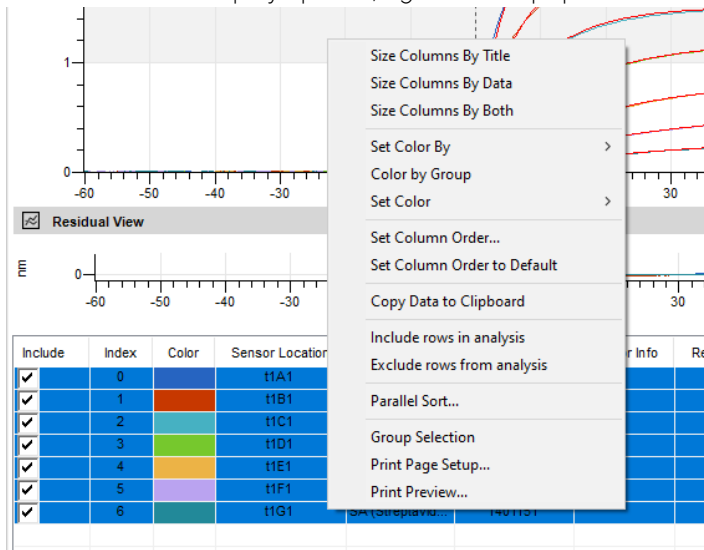 1
0
-60 -50 -40 -30 30
Size Columns By Title
Size Columns By Data
Size Columns By Both
Set Color By
Color by Group
Set Color
Set Column Order...
Set Column Order to Default
Copy Data to Clipboard
Include rows in analysis
Exclude rows from analysis
Parallel Sort...
Group Selection
Print Page Setup...
Print Preview...
Residual View
nm
0
-60 -50 -40 -30 30
Include Index Color Sensor Location r Info Re
0 t1A1
1 t1B1
2 t1C1
3 t1D1
4 t1E1
5 t1F1
6 t1G1 SA (Streptavid... 1401151